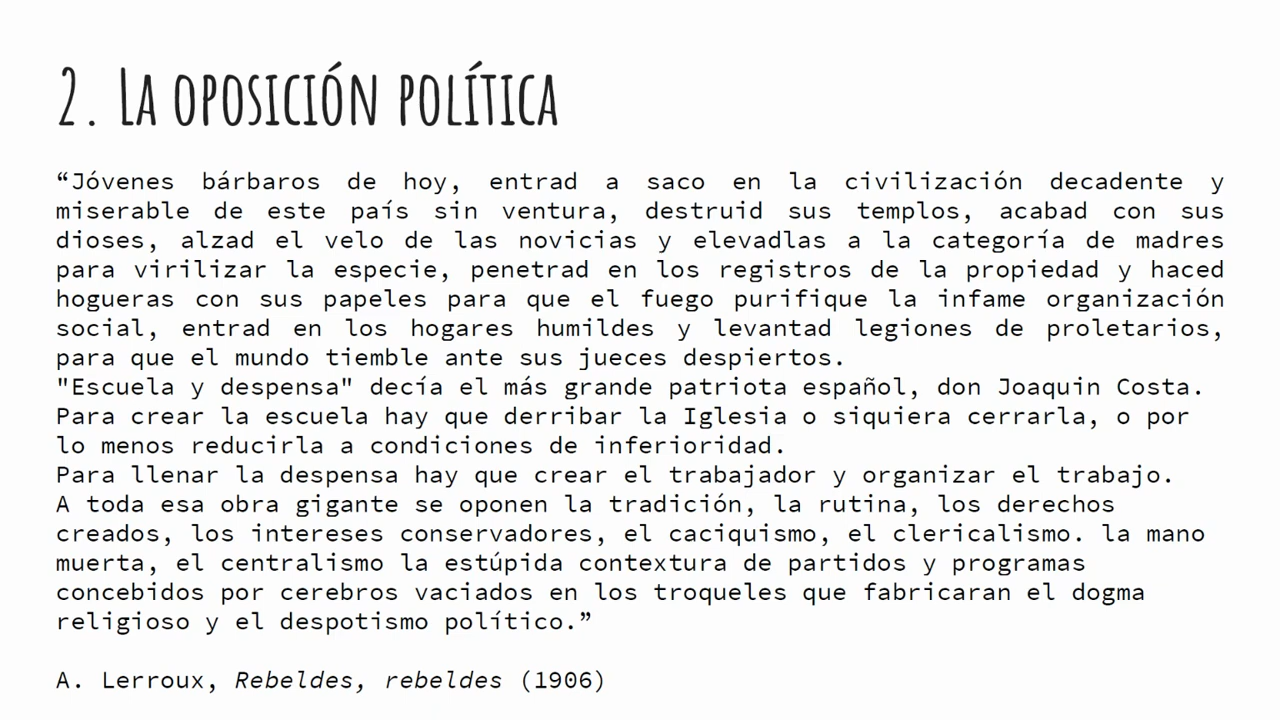 2. La oposición política
“Jóvenes bárbaros de hoy, entrad a saco en la civilización decadente y
miserable de este país sin ventura, destruid sus templos, acabad con sus
dioses, alzad el velo de las novicias y elevadlas a la categoría de madres
para virilizar la especie, penetrad en los registros de la propiedad y haced
hogueras con sus papeles para que el fuego purifique la infame organización
social, entrad en los hogares humildes y levantad legiones de proletarios,
para que el mundo tiemble ante sus jueces despiertos.
"Escuela y despensa" decía el más grande patriota español, don Joaquin Costa.
Para crear la escuela hay que derribar la Iglesia o siquiera cerrarla, o por
lo menos reducirla a condiciones de inferioridad.
Para llenar la despensa hay que crear el trabajador y organizar el trabajo.
A toda esa obra gigante se oponen la tradición, la rutina, los derechos
creados, los intereses conservadores, el caciquismo, el clericalismo. la mano
muerta, el centralismo la estúpida contextura de partidos y programas
concebidos por cerebros vaciados en los troqueles que fabricaran el dogma
religioso y el despotismo político.”
A. Lerroux, Rebeldes, rebeldes (1906)